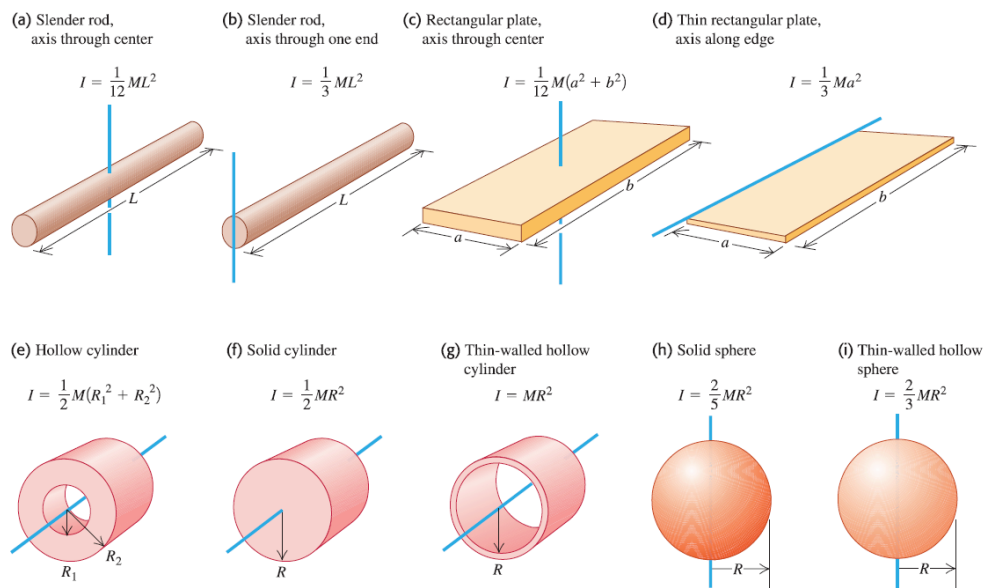 (a) Slender rod,
axis through center
I = 1/12 ML²
L
(b) Slender rod,
axis through one end
I = 1/3 ML²
L
(c) Rectangular plate,
axis through center
I = 1/12 M(a² + b²)
b
a
(d) Thin rectangular plate,
axis along edge
I = 1/3 Ma²
b
a
(e) Hollow cylinder
I = 1/2 M(R₁² + R₂²)
R₁
R₂
(f) Solid cylinder
I = 1/2 MR²
R
(g) Thin-walled hollow
cylinder
I = MR²
R
(h) Solid sphere
I = 2/5 MR²
R
(i) Thin-walled hollow
sphere
I = 2/3 MR²
R